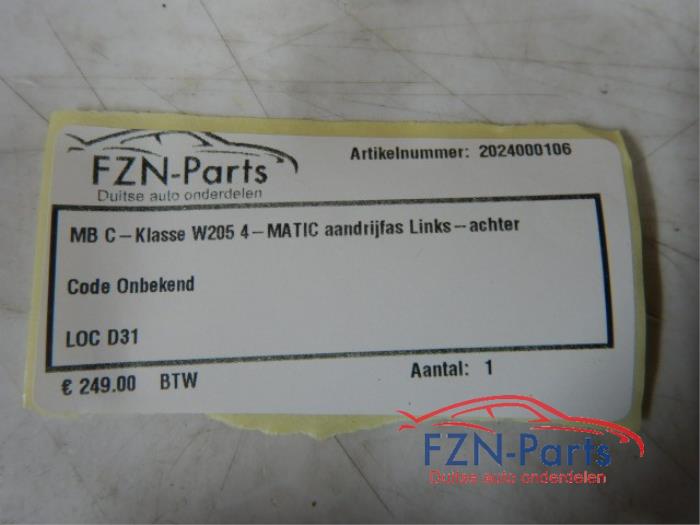 FZN-Parts
Duitse auto onderdelen
Artikelnummer: 2024000106
MB C-Klasse W205 4-MATIC aandrijfas Links-achter
Code Onbekend
LOC D31
€ 249.00 BTW
Aantal: 1
FZN-Parts
Duitse auto onderdelen